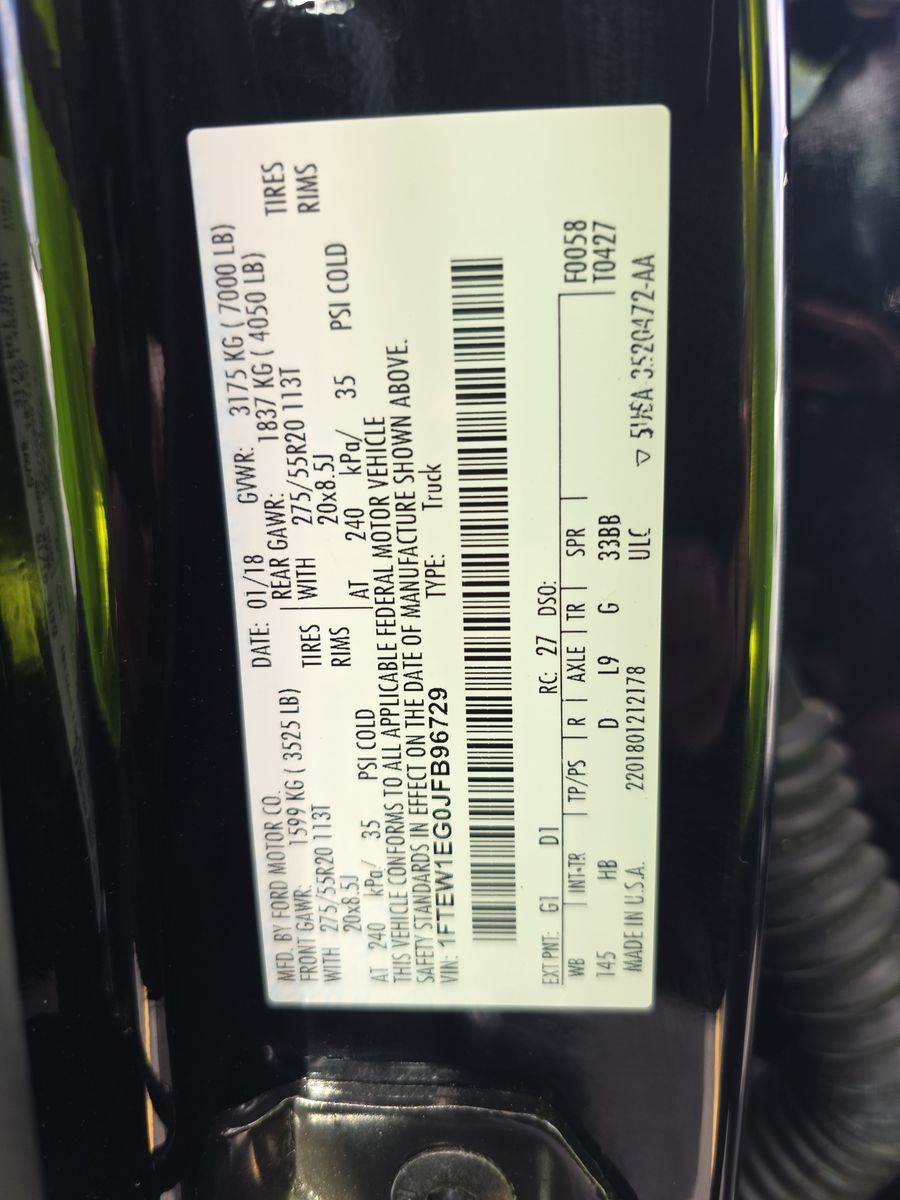 MFD. BY FORD MOTOR CO. DATE: 01/18 GVWR: 3175 KG ( 7000 LB)
FRONT GAWR: 1599 KG ( 3525 LB) REAR GAWR: 1837 KG ( 4050 LB)
WITH 275/55R20 113T TIRES WITH 275/55R20 113T TIRES
20x8.5J RIMS 20x8.5J RIMS
AT 240 kPa/ 35 PSI COLD AT 240 kPa/ 35 PSI COLD
THIS VEHICLE CONFORMS TO ALL APPLICABLE FEDERAL MOTOR VEHICLE
SAFETY STANDARDS IN EFFECT ON THE DATE OF MANUFACTURE SHOWN ABOVE.
VIN: 1FTEW1EG0JFB96729 TYPE: Truck
EXT PNT: G1 D1 RC: 27 DSO: F0058
WB INT-TR TP/PS R AXLE TR SPR T0427
145 HB D L9 G 33BB
MADE IN U.S.A. 2201801212178 ULC ▽ 5U5A-3520472-AA